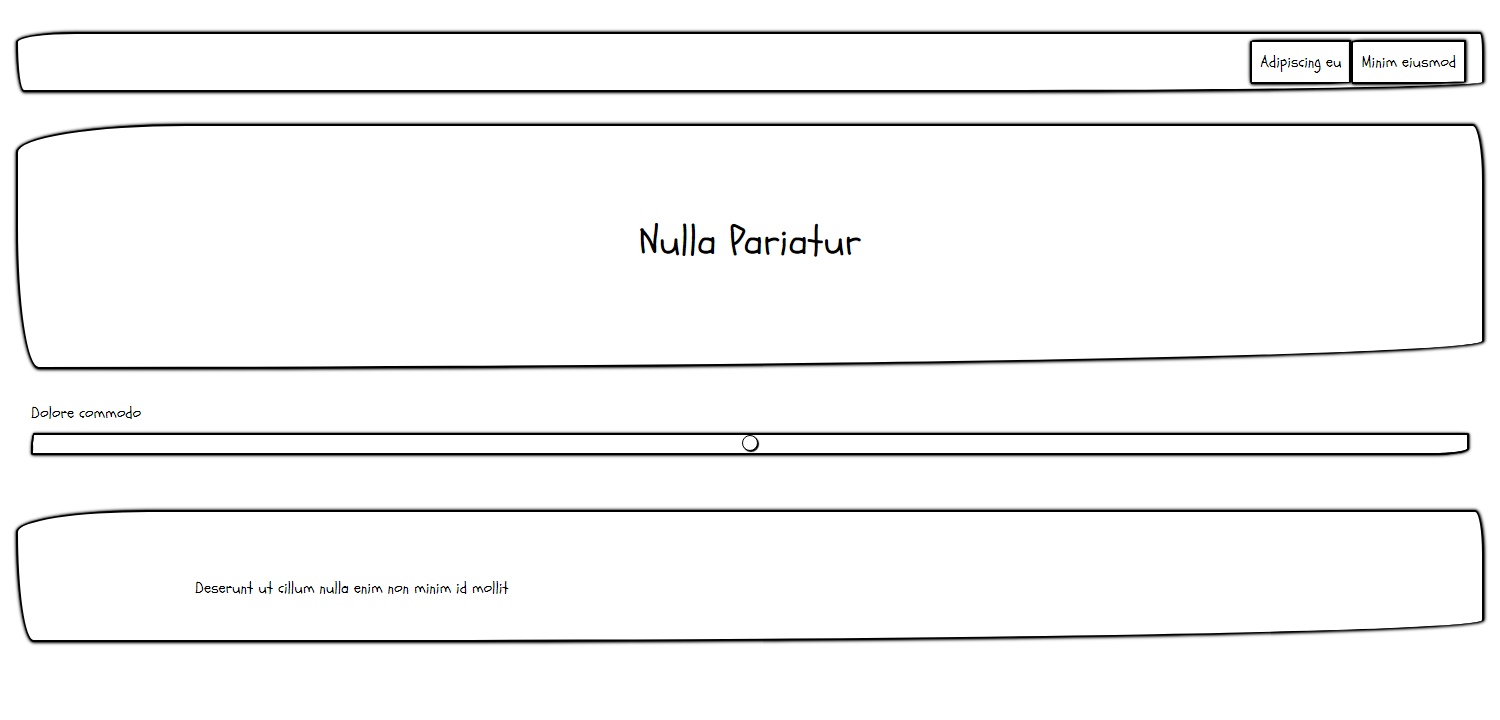 Adipiscing eu
Minim eiusmod
Nulla Pariatur
Dolore commodo
Deserunt ut cillum nulla enim non minim id mollit